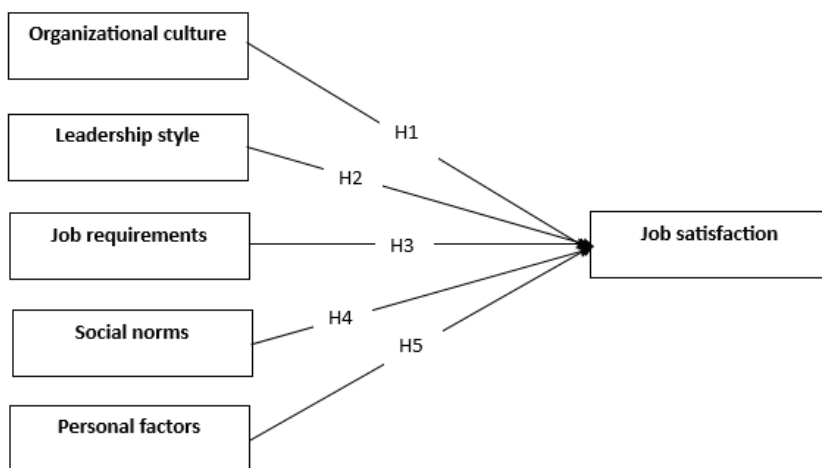 Organizational culture
H1
Leadership style
H2
Job requirements
H3
Job satisfaction
Social norms
H4
H5
Personal factors